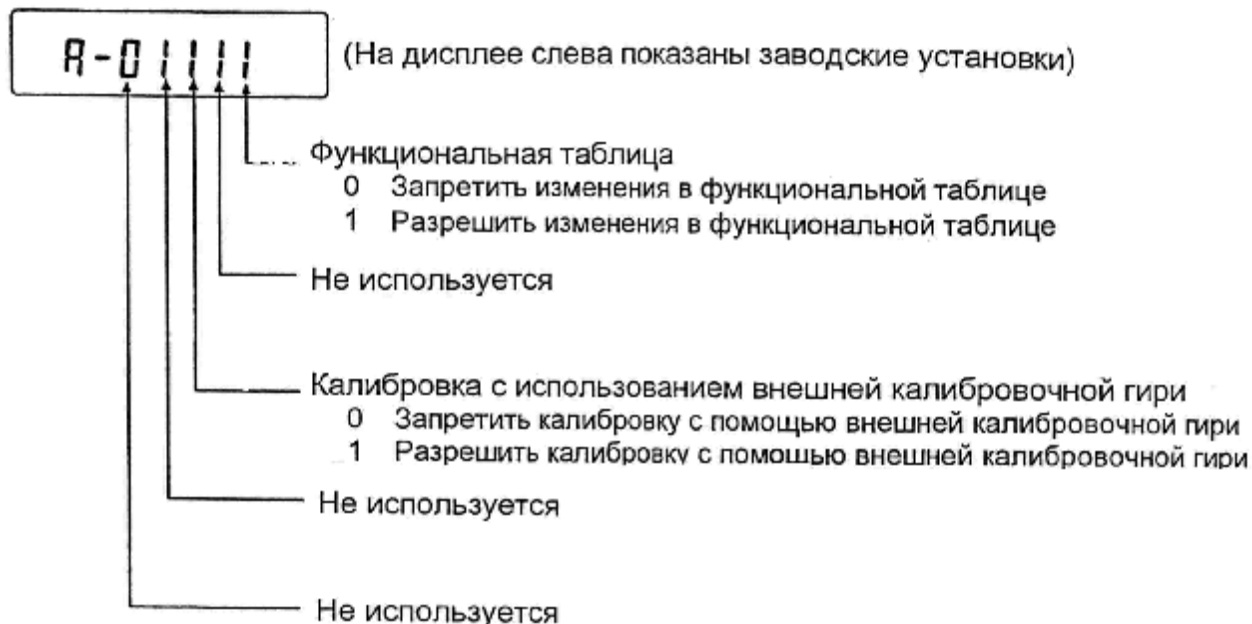 A-01111
(На дисплее слева показаны заводские установки)
Функциональная таблица
0 Запретить изменения в функциональной таблице
1 Разрешить изменения в функциональной таблице
Не используется
Калибровка с использованием внешней калибровочной гири
0 Запретить калибровку с помощью внешней калибровочной гири
1 Разрешить калибровку с помощью внешней калибровочной гири
Не используется
Не используется